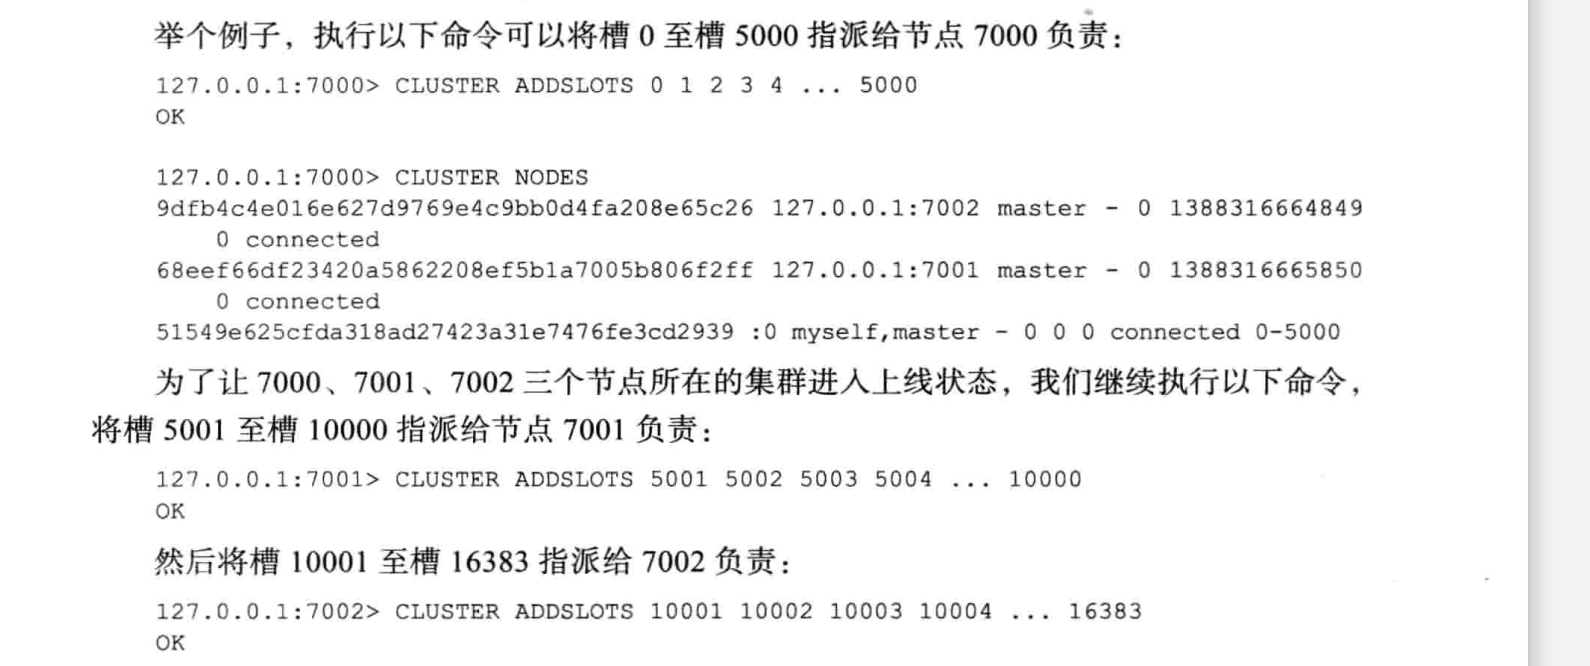 举个例子，执行以下命令可以将槽 0 至槽 5000 指派给节点 7000 负责：
127.0.0.1:7000> CLUSTER ADDSLOTS 0 1 2 3 4 ... 5000
OK
127.0.0.1:7000> CLUSTER NODES
9dfb4c4e016e627d9769e4c9bb0d4fa208e65c26 127.0.0.1:7002 master - 0 1388316664849
0 connected
68eef66df23420a5862208ef5b1a7005b806f2ff 127.0.0.1:7001 master - 0 1388316665850
0 connected
51549e625cfda318ad27423a31e7476fe3cd2939 :0 myself,master - 0 0 0 connected 0-5000
为了让 7000、7001、7002 三个节点所在的集群进入上线状态，我们继续执行以下命令，
将槽 5001 至槽 10000 指派给节点 7001 负责：
127.0.0.1:7001> CLUSTER ADDSLOTS 5001 5002 5003 5004 ... 10000
OK
然后将槽 10001 至槽 16383 指派给 7002 负责：
127.0.0.1:7002> CLUSTER ADDSLOTS 10001 10002 10003 10004 ... 16383
OK